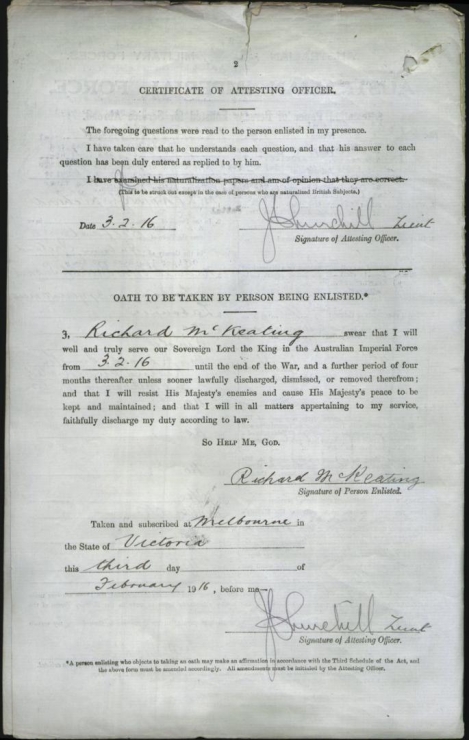 2
CERTIFICATE OF ATTESTING OFFICER.
The foregoing questions were read to the person enlisted in my presence.
I have taken care that he understands each question, and that his answer to each
question has been duly entered as replied to by him.
I have examined his naturalization papers and am of opinion that they are correct.
(This to be struck out except in the case of persons who are naturalized British Subjects.)
Date 3.2.16
J Churchill Lieut
Signature of Attesting Officer.
OATH TO BE TAKEN BY PERSON BEING ENLISTED.*
I, Richard McKeating swear that I will
well and truly serve our Sovereign Lord the King in the Australian Imperial Force
from 3.2.16 until the end of the War, and a further period of four
months thereafter unless sooner lawfully discharged, dismissed, or removed therefrom;
and that I will resist His Majesty's enemies and cause His Majesty's peace to be
kept and maintained; and that I will in all matters appertaining to my service,
faithfully discharge my duty according to law.
SO HELP ME, GOD.
Richard McKeating
Signature of Person Enlisted.
Taken and subscribed at Melbourne in
the State of Victoria
this third day of
February 1916, before me—
J Churchill Lieut
Signature of Attesting Officer.
*A person enlisting who objects to taking an oath may make an affirmation in accordance with the Third Schedule of the Act, and
the above form must be amended accordingly. All amendments must be initialed by the Attesting Officer.